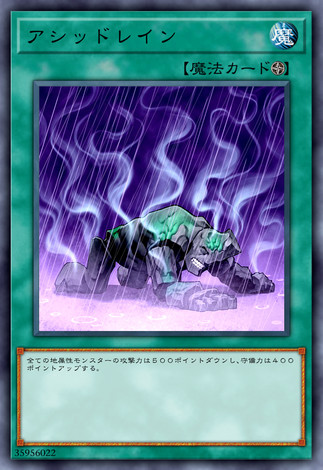 アシッドレイン
魔
【魔法カード】
全ての地属性モンスターの攻撃力は５００ポイントダウンし、守備力は４００
ポイントアップする。
35956022